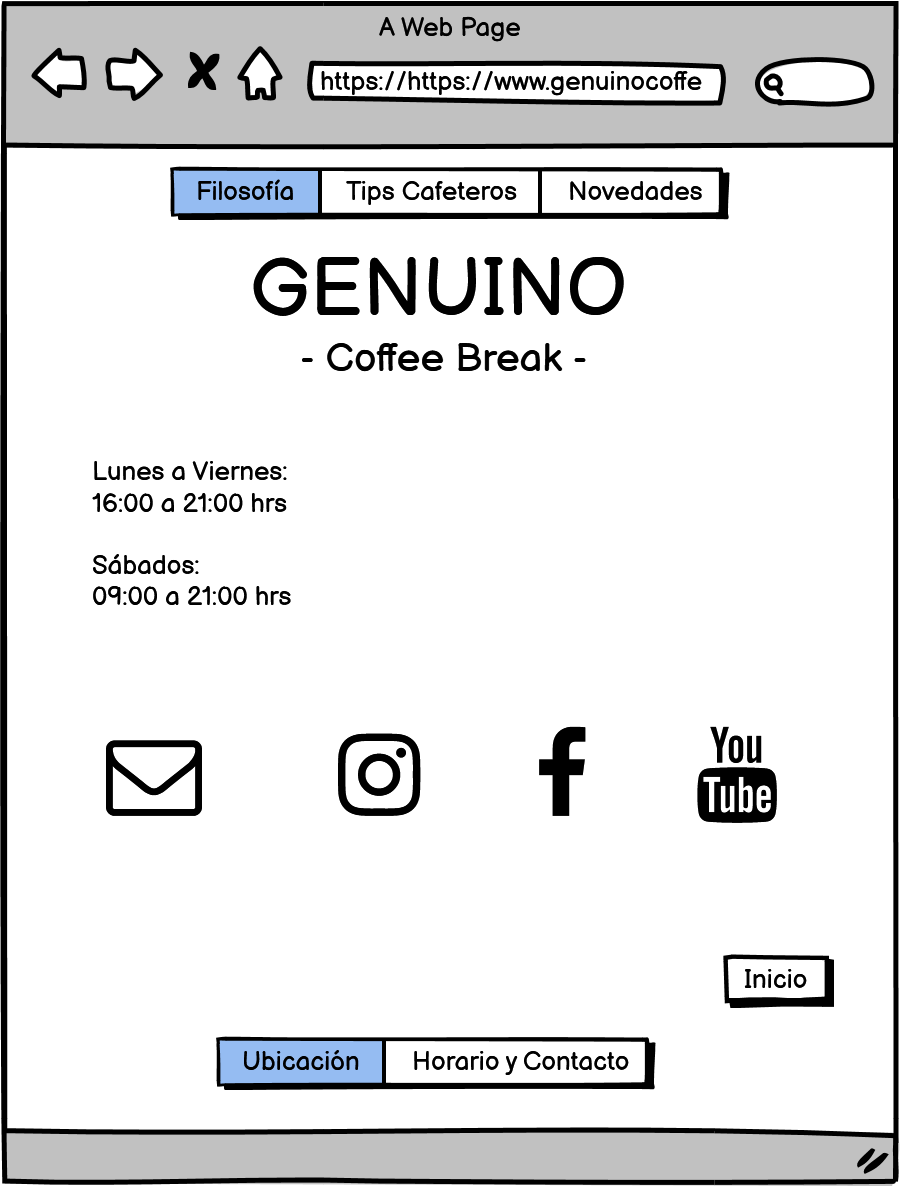 A Web Page
https://https://www.genuinocoffe
Filosofía Tips Cafeteros Novedades
GENUINO
- Coffee Break -
Lunes a Viernes:
16:00 a 21:00 hrs
Sábados:
09:00 a 21:00 hrs
You
Tube
Inicio
Ubicación Horario y Contacto